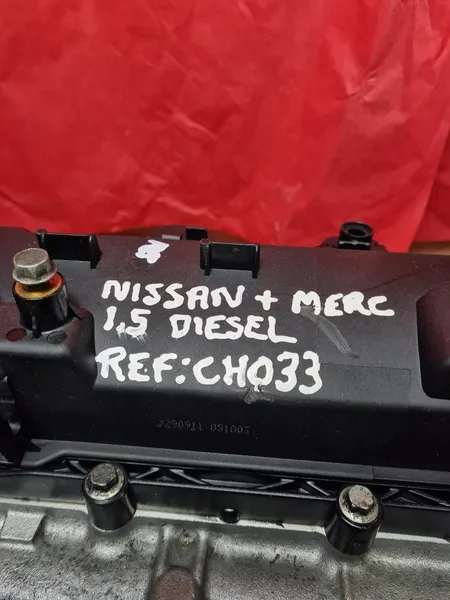 NISSAN + MERC
1.5 DIESEL
REF:CH033